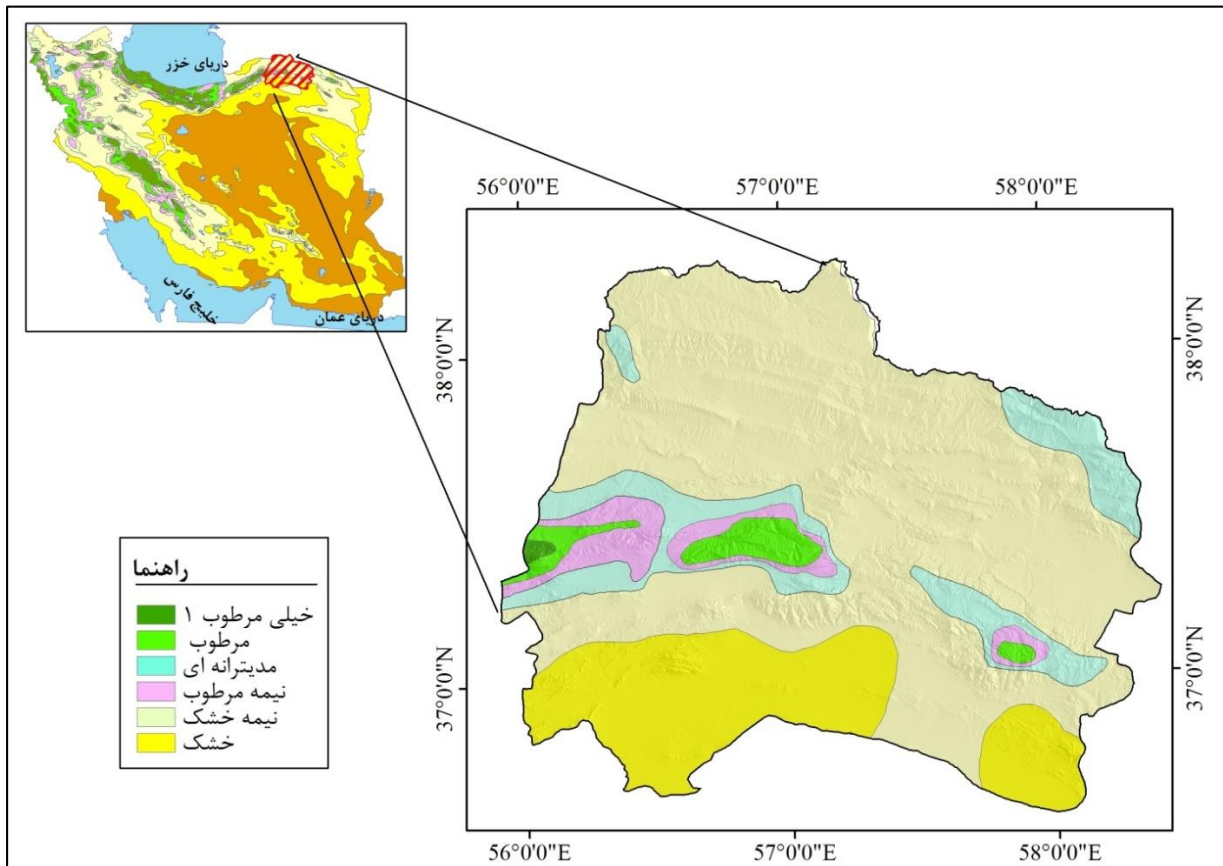 دریای خزر
خلیج فارس
دریای عمان
56°0'0"E
57°0'0"E
58°0'0"E
38°0'0"N
38°0'0"N
37°0'0"N
37°0'0"N
56°0'0"E
57°0'0"E
58°0'0"E
راهنما
خیلی مرطوب ۱
مرطوب
مدیترانه ای
نیمه مرطوب
نیمه خشک
خشک